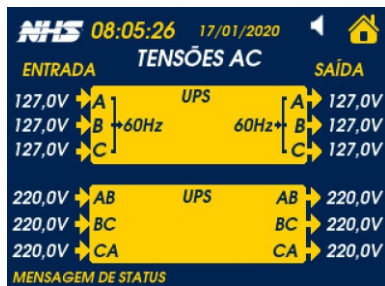 NHS 08:05:26 17/01/2020
TENSÕES AC
ENTRADA SAÍDA
127,0V A UPS A 127,0V
127,0V B 60Hz 60Hz B 127,0V
127,0V C C 127,0V
220,0V AB UPS AB 220,0V
220,0V BC BC 220,0V
220,0V CA CA 220,0V
MENSAGEM DE STATUS